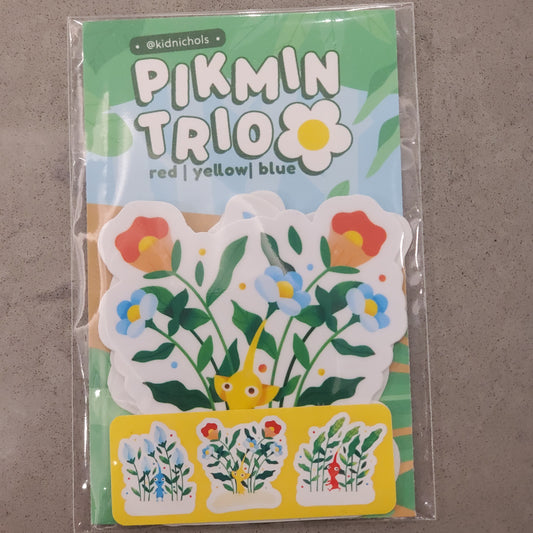 @kidnichols
PIKMIN
TRIO
red | yellow| blue